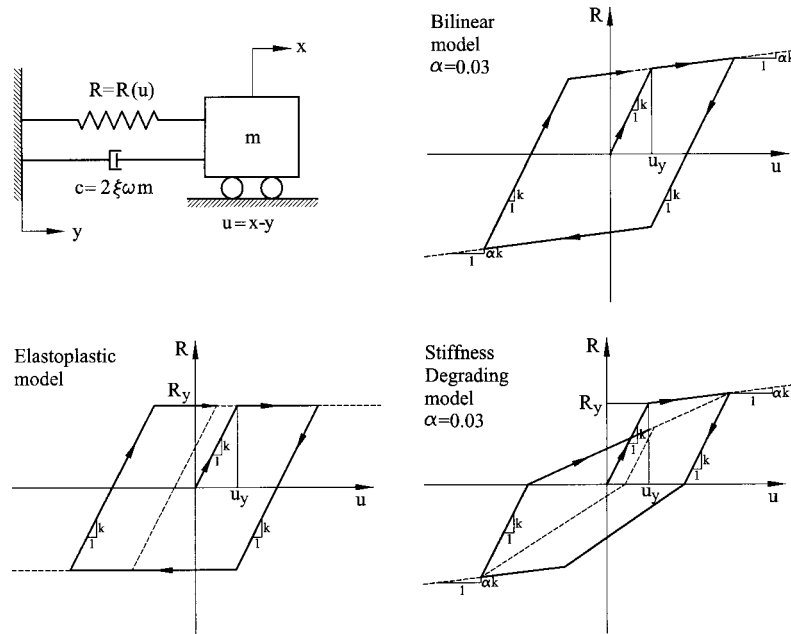 x
R=R(u)
m
c=2ξωm
u=x-y
y
Bilinear
model
α=0.03
R
k
1
αk
1
u_y
u
k
1
k
1
αk
1
Elastoplastic
model
R
R_y
k
1
u_y
u
k
1
k
1
Stiffness
Degrading
model
α=0.03
R
R_y
αk
1
k
1
u_y
u
k
1
k
1
αk
1